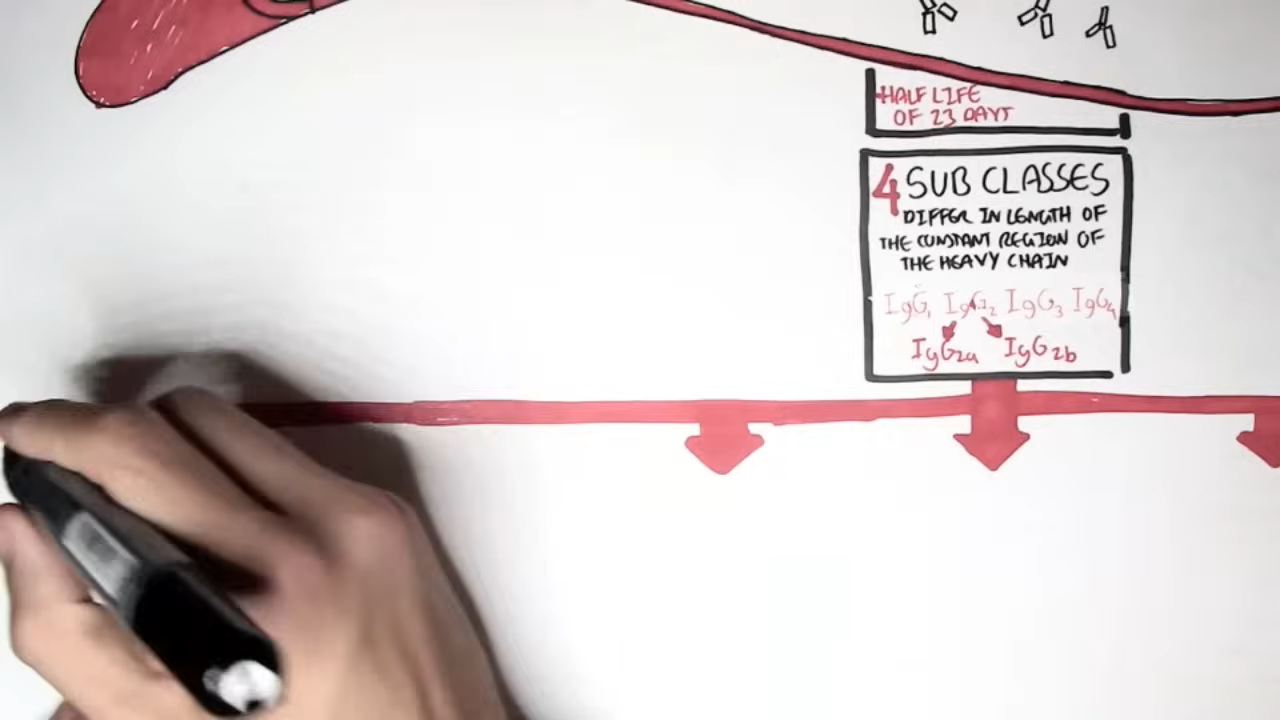 HALF LIFE
OF 23 DAYS
4 SUB CLASSES
DIFFER IN LENGTH OF
THE CONSTANT REGION OF
THE HEAVY CHAIN
IgG1 IgG2 IgG3 IgG4
IgG2a IgG2b